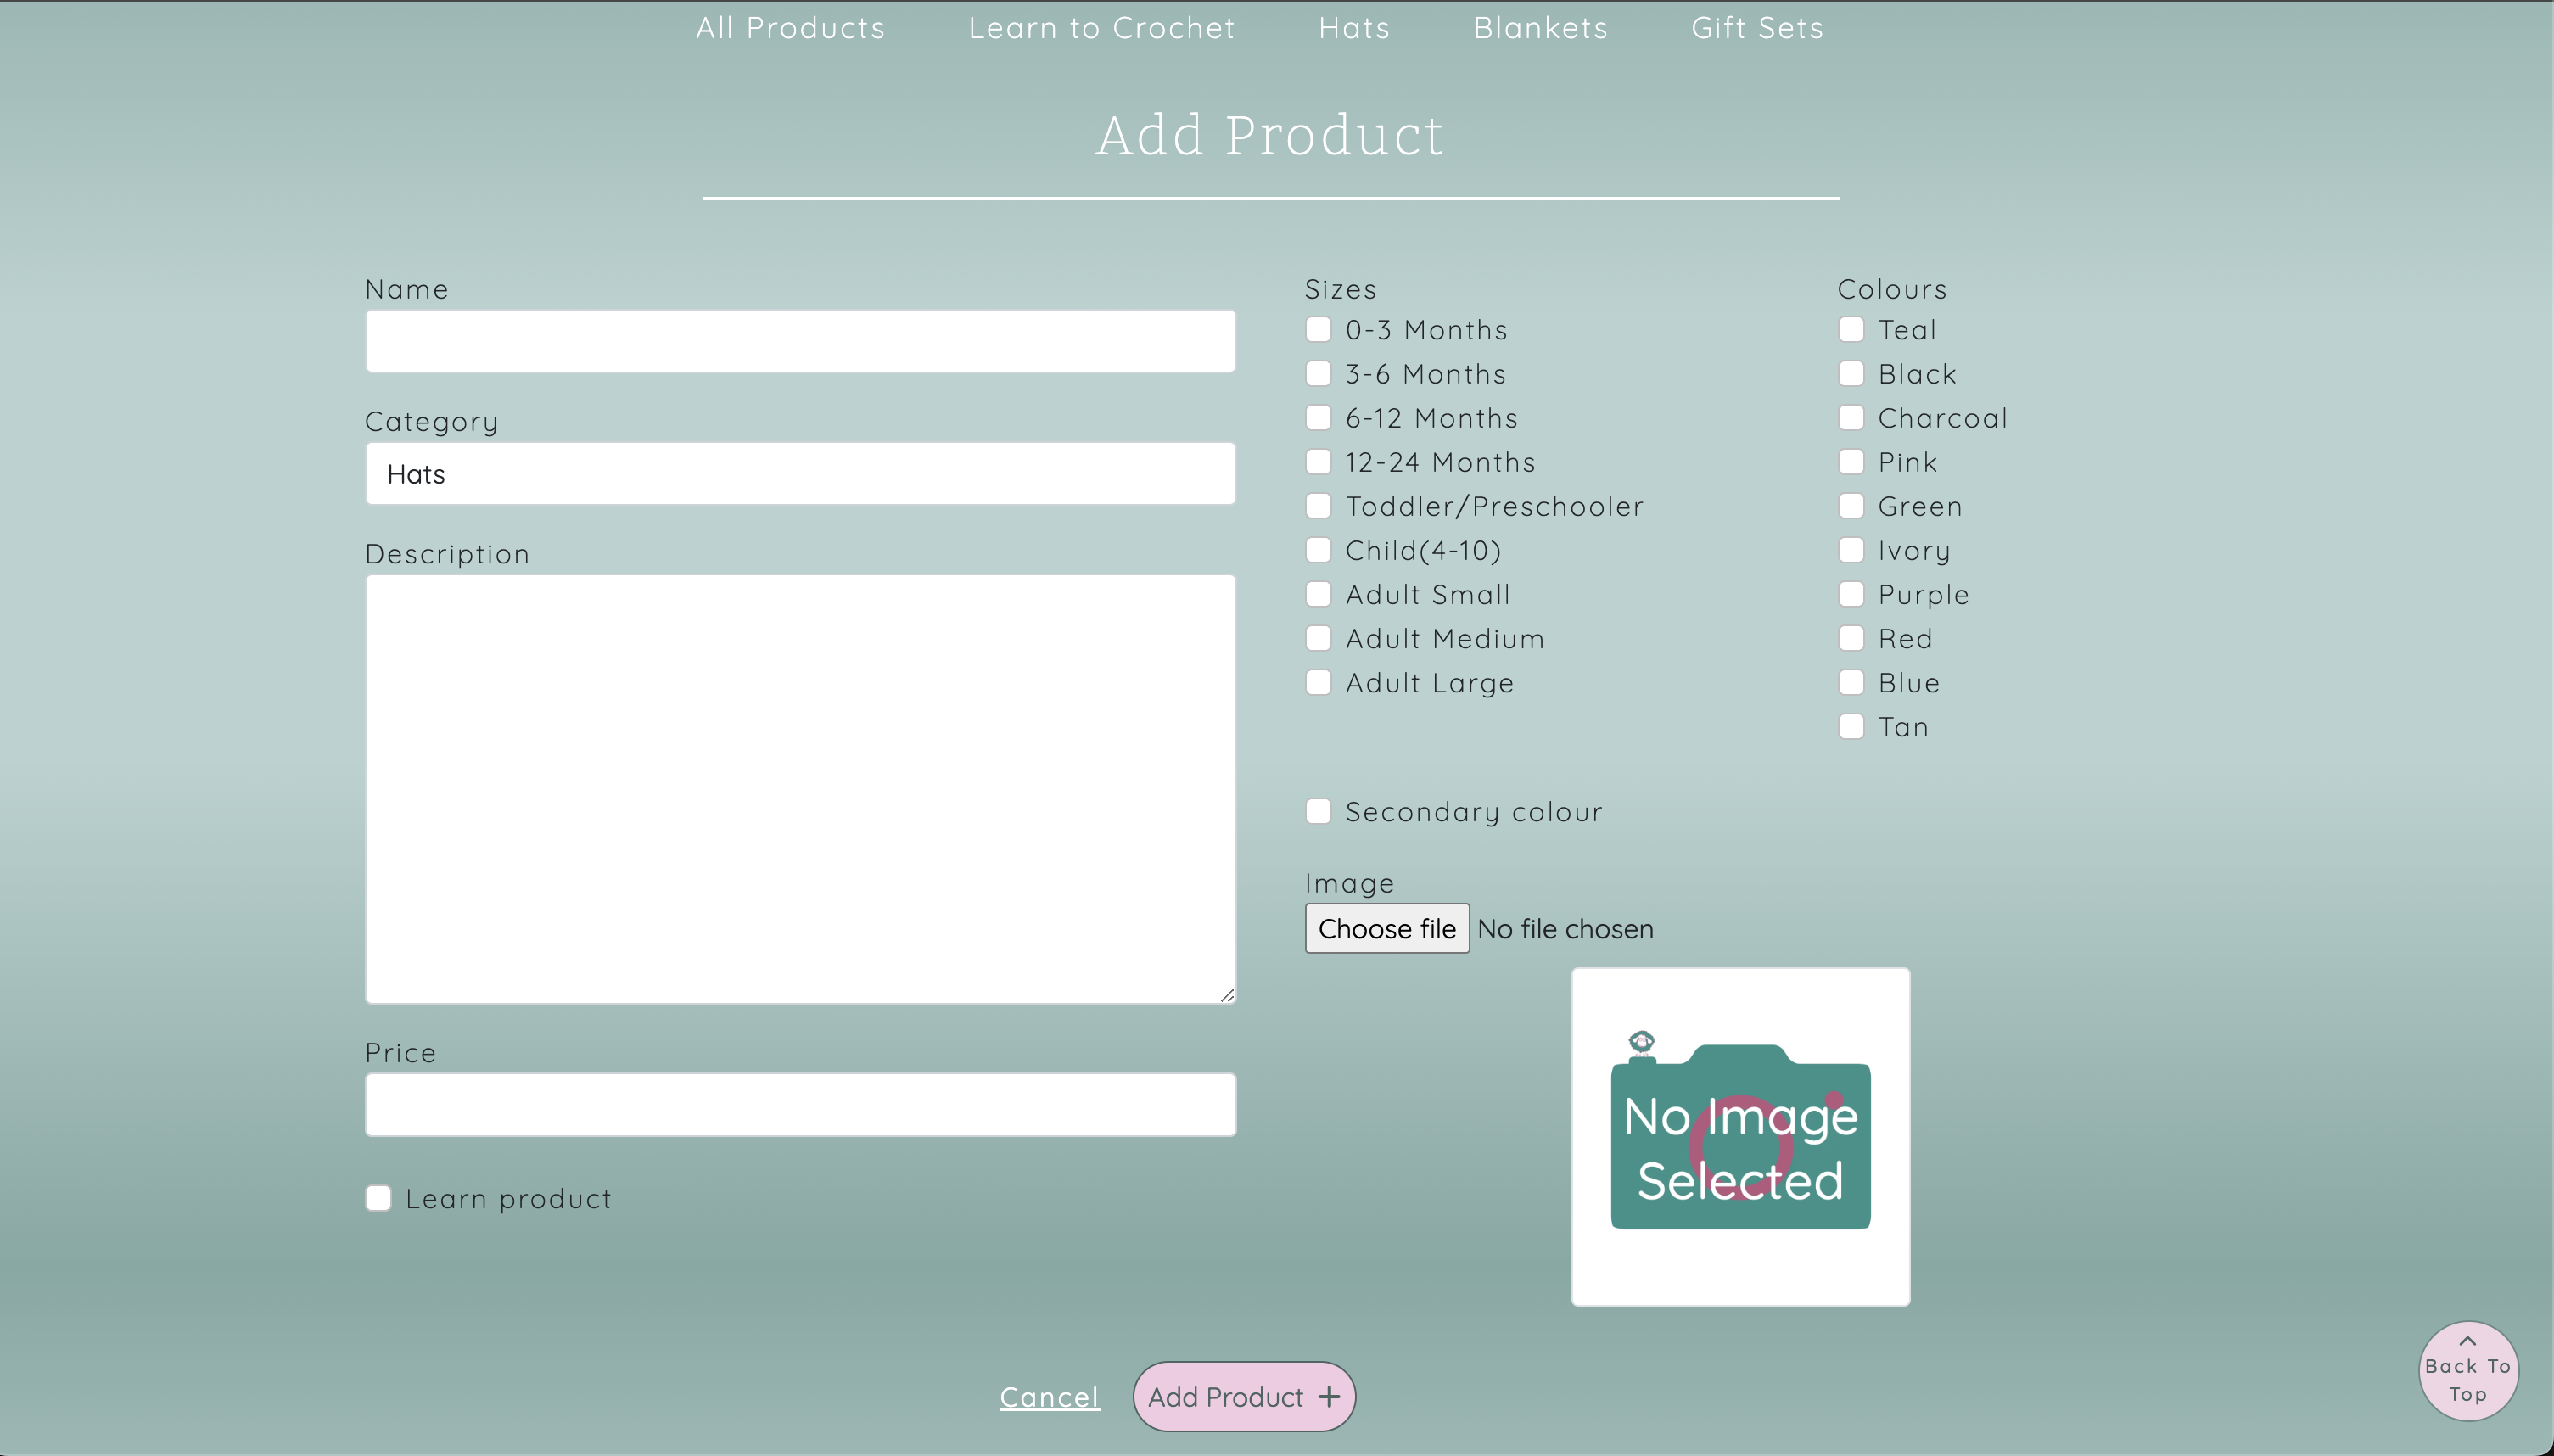 All Products Learn to Crochet Hats Blankets Gift Sets
Add Product
Name
Category
Hats
Description
Price
Learn product
Sizes
0-3 Months
3-6 Months
6-12 Months
12-24 Months
Toddler/Preschooler
Child(4-10)
Adult Small
Adult Medium
Adult Large
Colours
Teal
Black
Charcoal
Pink
Green
Ivory
Purple
Red
Blue
Tan
Secondary colour
Image
Choose file No file chosen
No Image
Selected
Cancel Add Product +
Back To
Top